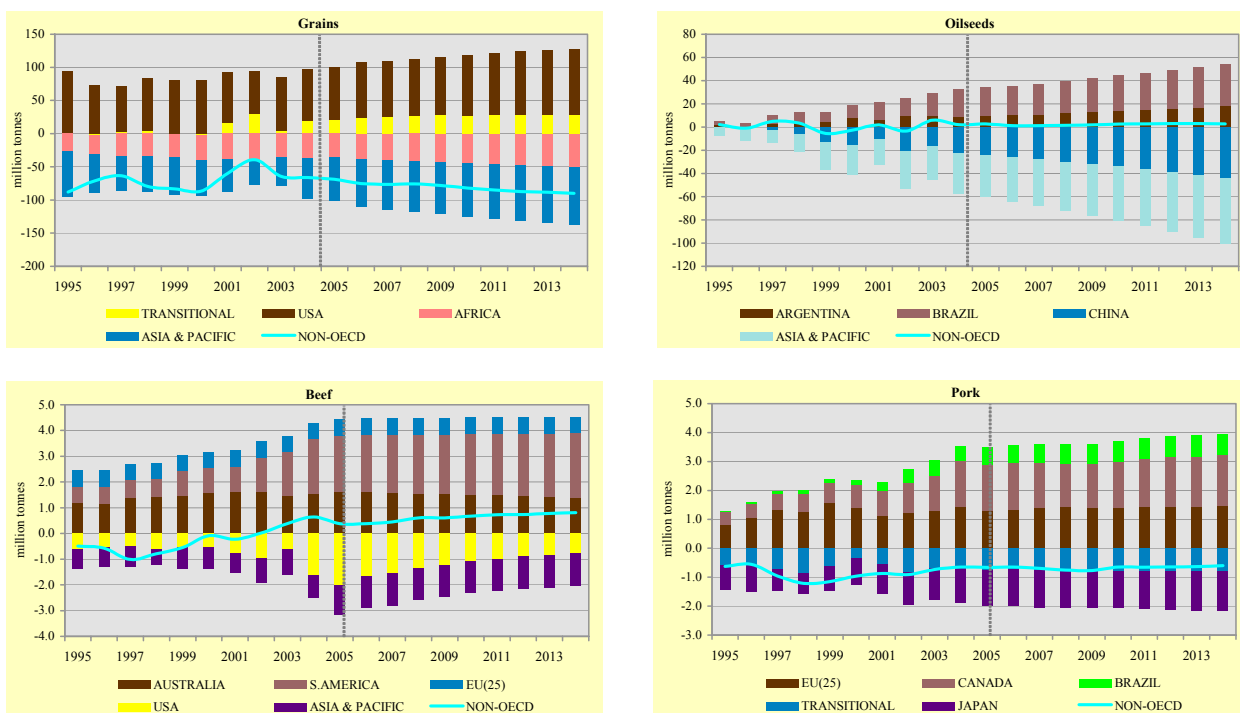 Grains
150
100
50
0
-50
-100
-150
-200
million tonnes
1995 1997 1999 2001 2003 2005 2007 2009 2011 2013
TRANSITIONAL USA AFRICA
ASIA & PACIFIC NON-OECD
Oilseeds
80
60
40
20
0
-20
-40
-60
-80
-100
-120
million tonnes
1995 1997 1999 2001 2003 2005 2007 2009 2011 2013
ARGENTINA BRAZIL CHINA
ASIA & PACIFIC NON-OECD
Beef
5.0
4.0
3.0
2.0
1.0
0.0
-1.0
-2.0
-3.0
-4.0
million tonnes
1995 1997 1999 2001 2003 2005 2007 2009 2011 2013
AUSTRALIA S.AMERICA EU(25)
USA ASIA & PACIFIC NON-OECD
Pork
5.0
4.0
3.0
2.0
1.0
0.0
-1.0
-2.0
-3.0
million tonnes
1995 1997 1999 2001 2003 2005 2007 2009 2011 2013
EU(25) CANADA BRAZIL
TRANSITIONAL JAPAN NON-OECD